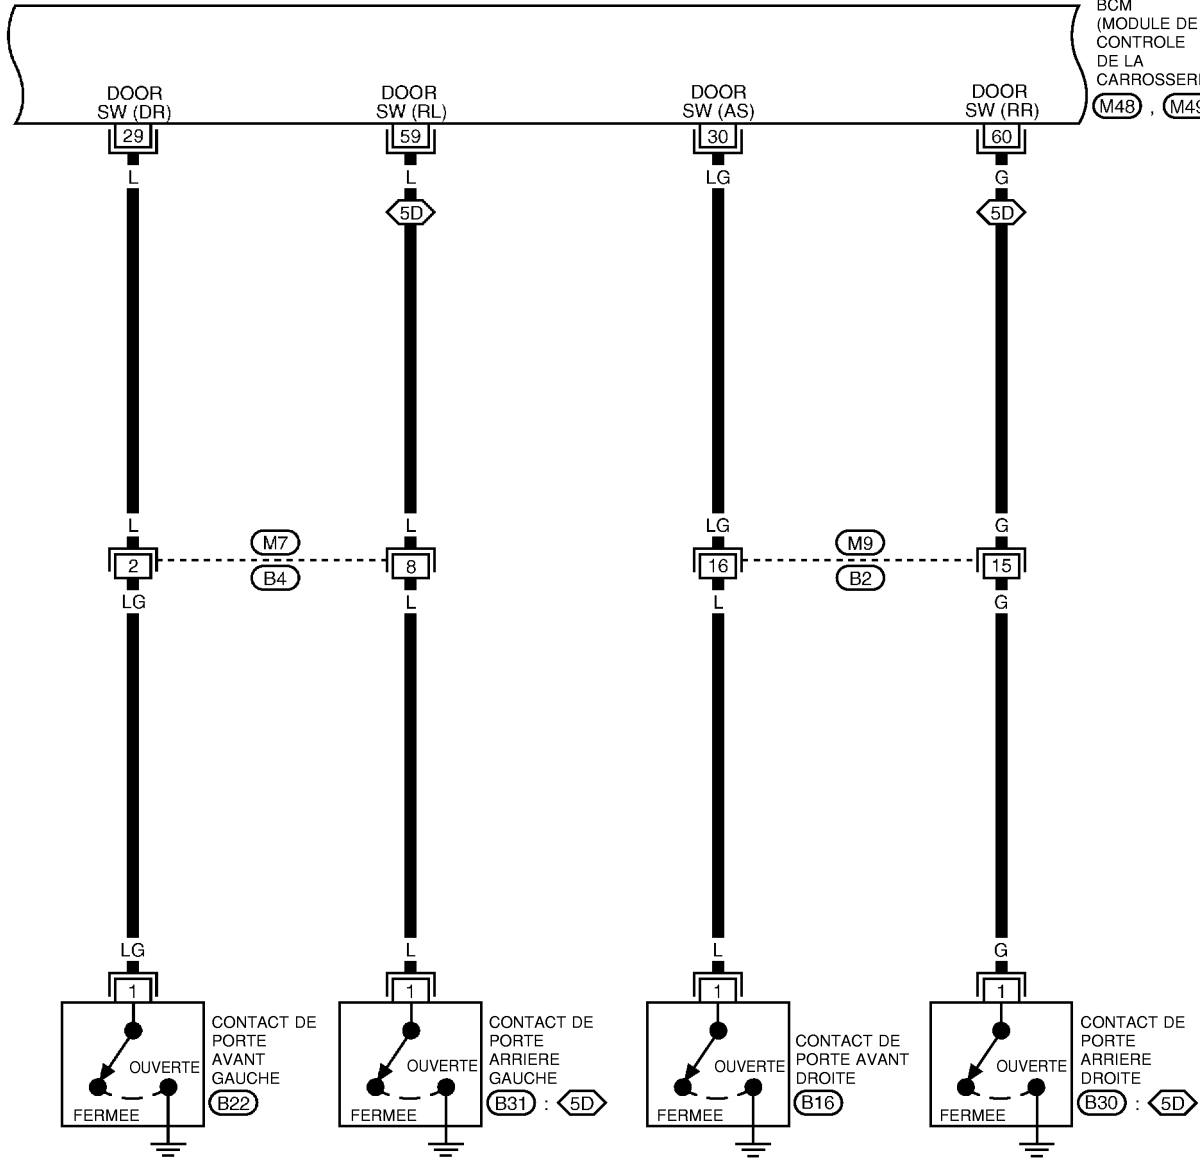 BCM
(MODULE DE
CONTROLE
DE LA
CARROSSERI
M48 , M49
DOOR
SW (DR)
DOOR
SW (RL)
DOOR
SW (AS)
DOOR
SW (RR)
29 59 30 60
L L LG G
5D 5D
L L LG G
M7 M9
2 8 16 15
B4 B2
LG L L G
LG L L G
1 1 1 1
CONTACT DE
PORTE
AVANT
GAUCHE
B22
OUVERTE
FERMEE
CONTACT DE
PORTE
ARRIERE
GAUCHE
B31 : 5D
OUVERTE
FERMEE
CONTACT DE
PORTE AVANT
DROITE
B16
OUVERTE
FERMEE
CONTACT DE
PORTE
ARRIERE
DROITE
B30 : 5D
OUVERTE
FERMEE